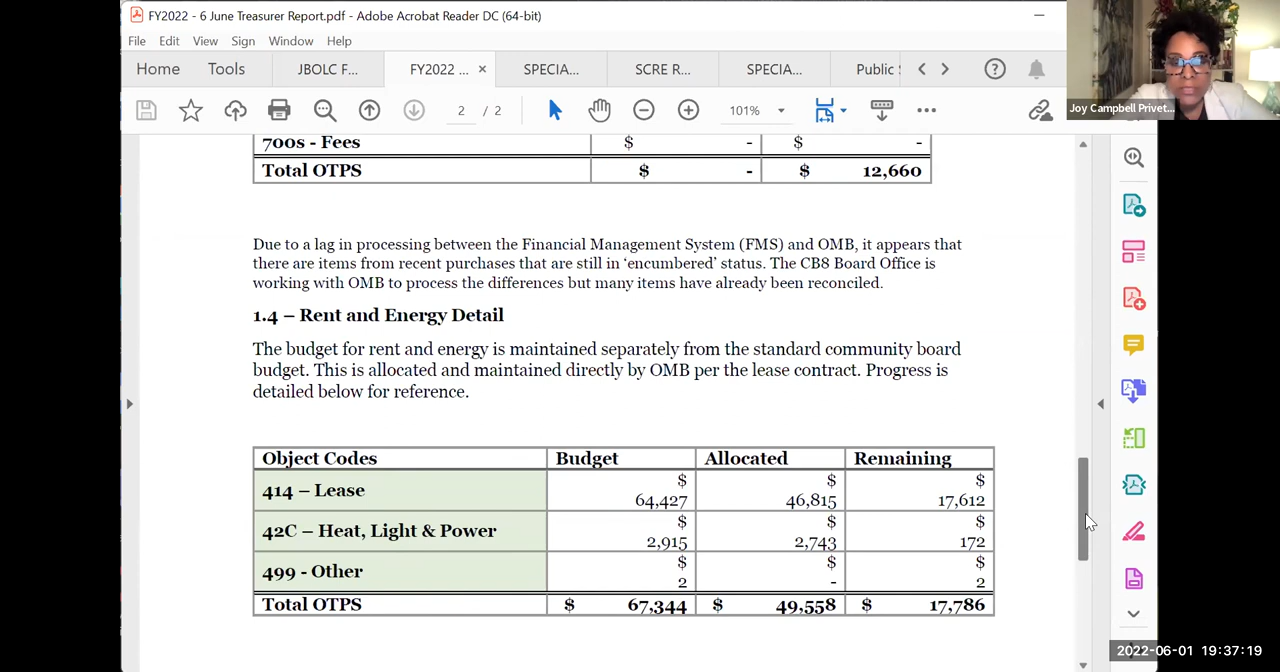 FY2022 - 6 June Treasurer Report.pdf - Adobe Acrobat Reader DC (64-bit)
File Edit View Sign Window Help
Home Tools JBOLC F... FY2022 ... × SPECIA... SCRE R... SPECIA... Public
2 / 2 101%
Joy Campbell Privet...
700s - Fees $ - $ -
Total OTPS $ - $ 12,660
Due to a lag in processing between the Financial Management System (FMS) and OMB, it appears that
there are items from recent purchases that are still in ‘encumbered’ status. The CB8 Board Office is
working with OMB to process the differences but many items have already been reconciled.
1.4 – Rent and Energy Detail
The budget for rent and energy is maintained separately from the standard community board
budget. This is allocated and maintained directly by OMB per the lease contract. Progress is
detailed below for reference.
Object Codes Budget Allocated Remaining
414 – Lease $ 64,427 $ 46,815 $ 17,612
42C – Heat, Light & Power $ 2,915 $ 2,743 $ 172
499 - Other $ 2 $ - $ 2
Total OTPS $ 67,344 $ 49,558 $ 17,786
2022-06-01 19:37:19